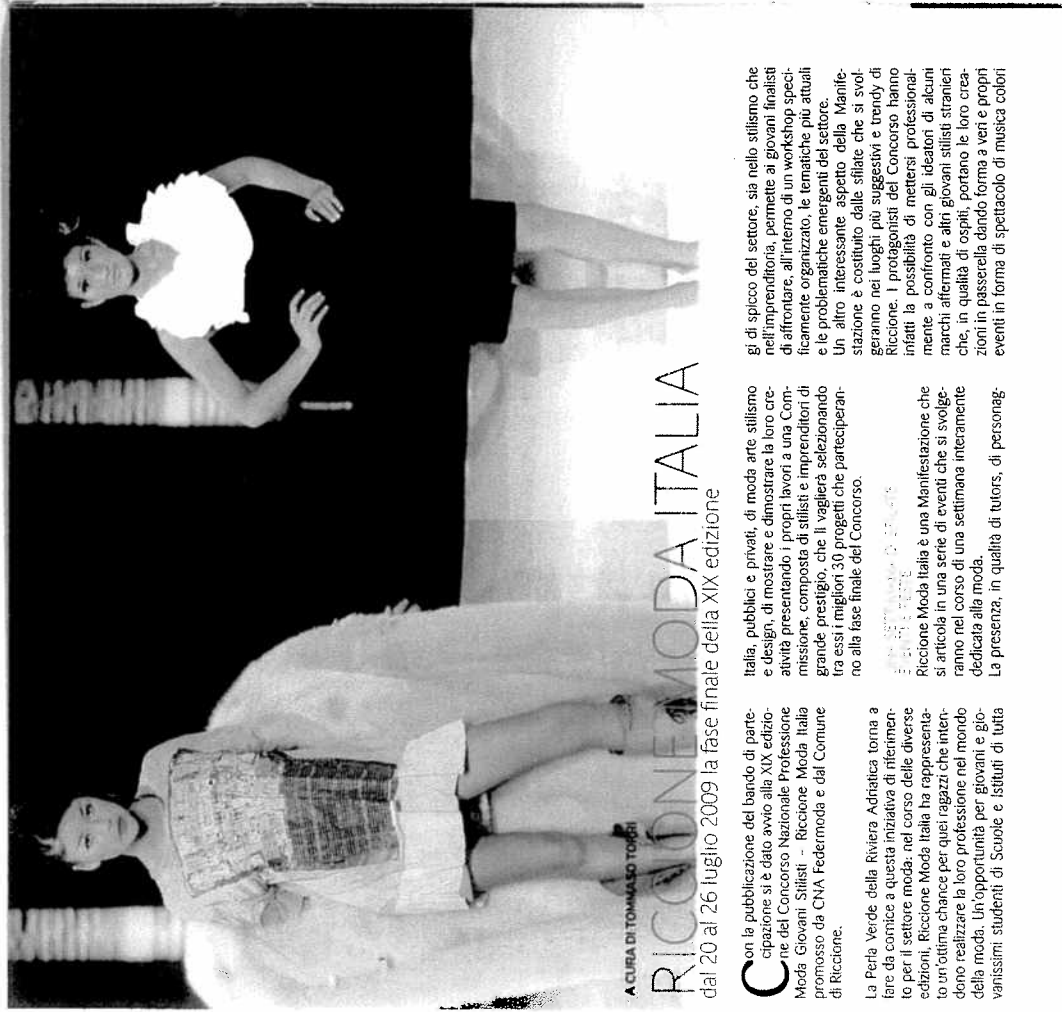 A CURA DI TOMMASO TORRI
RICCIONE MODA ITALIA
dal 20 al 26 luglio 2009 la fase finale della XIX edizione
Con la pubblicazione del bando di parte-
cipazione si è dato avvio alla XIX edizio-
ne del Concorso Nazionale Professione
Moda Giovani Stilisti - Riccione Moda Italia
promosso da CNA Federmoda e dal Comune
di Riccione.
La Perla Verde della Riviera Adriatica torna a
fare da cornice a questa iniziativa di riferimen-
to per il settore moda: nel corso delle diverse
edizioni, Riccione Moda Italia ha rappresenta-
to un'ottima chance per quei ragazzi che inten-
dono realizzare la loro professione nel mondo
della moda. Un'opportunità per giovani e gio-
vanissimi studenti di Scuole e Istituti di tutta
Italia, pubblici e privati, di moda arte stilismo
e design, di mostrare e dimostrare la loro cre-
atività presentando i propri lavori a una Com-
missione, composta di stilisti e imprenditori di
grande prestigio, che li vaglierà selezionando
tra essi i migliori 30 progetti che parteciperan-
no alla fase finale del Concorso.
Riccione Moda Italia è una Manifestazione che
si articola in una serie di eventi che si svolge-
ranno nel corso di una settimana interamente
dedicata alla moda.
La presenza, in qualità di tutors, di personag-
gi di spicco del settore, sia nello stilismo che
nell'imprenditoria, permette ai giovani finalisti
di affrontare, all'interno di un workshop speci-
ficamente organizzato, le tematiche più attuali
e le problematiche emergenti del settore.
Un altro interessante aspetto della Manife-
stazione è costituito dalle sfilate che si svol-
geranno nei luoghi più suggestivi e trendy di
Riccione. I protagonisti del Concorso hanno
infatti la possibilità di mettersi professional-
mente a confronto con gli ideatori di alcuni
marchi affermati e altri giovani stilisti stranieri
che, in qualità di ospiti, portano le loro crea-
zioni in passerella dando forma a veri e propri
eventi in forma di spettacolo di musica colori